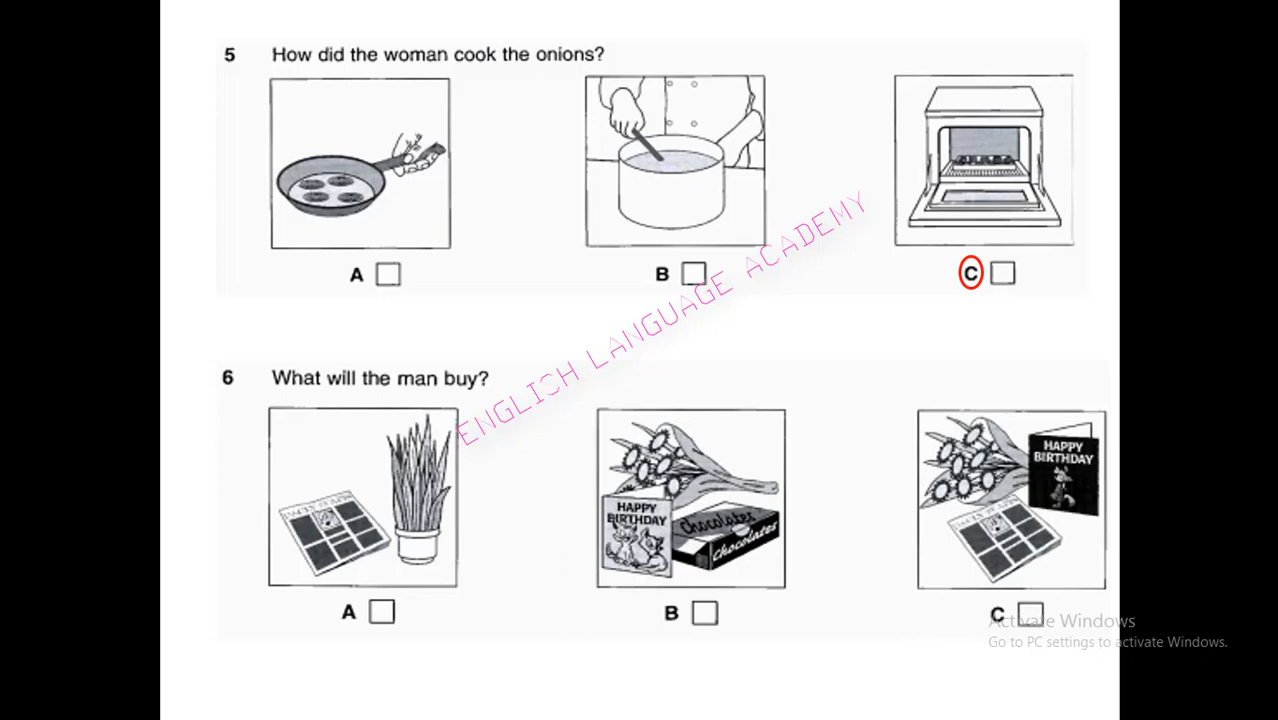 5 How did the woman cook the onions?
A
B
C
ENGLISH LANGUAGE ACADEMY
6 What will the man buy?
HAPPY
BIRTHDAY
HAPPY
BIRTHDAY
chocolates
chocolates
A
B
C
Activate Windows
Go to PC settings to activate Windows.